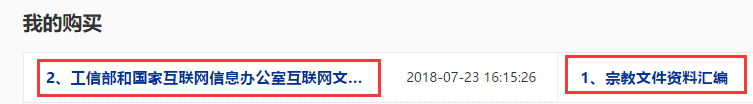 我的购买
2、工信部和国家互联网信息办公室互联网文... 2018-07-23 16:15:26 1、宗教文件资料汇编